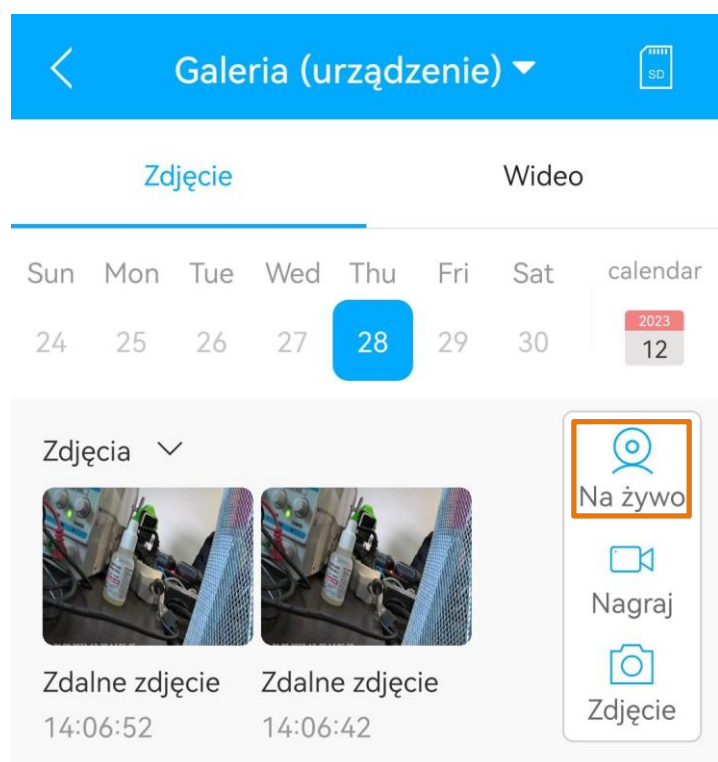 Galeria (urządzenie)
SD
Zdjęcie Wideo
Sun Mon Tue Wed Thu Fri Sat calendar
24 25 26 27 28 29 30
2023
12
Zdjęcia
Na żywo
Nagraj
Zdjęcie
Zdalne zdjęcie Zdalne zdjęcie
14:06:52 14:06:42